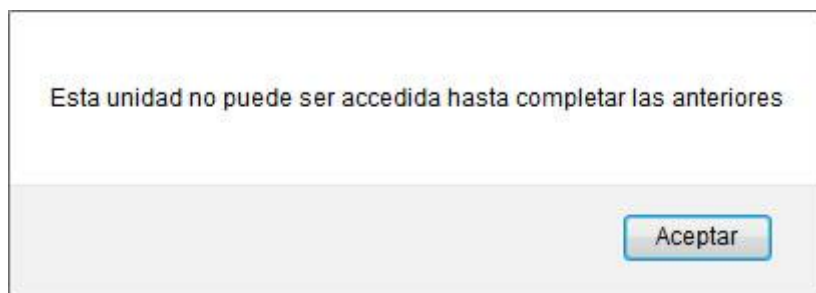 Esta unidad no puede ser accedida hasta completar las anteriores
Aceptar